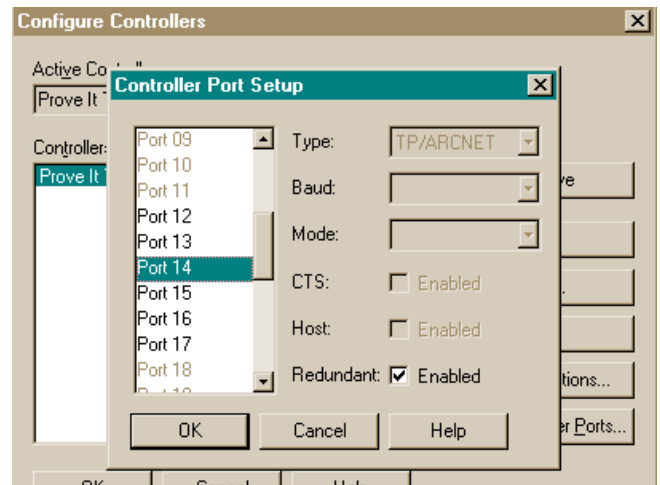 Configure Controllers
Active Co
Prove It
Controller
Prove It
Controller Port Setup
Port 09
Port 10
Port 11
Port 12
Port 13
Port 14
Port 15
Port 16
Port 17
Port 18
Type: TP/ARCNET
Baud:
Mode:
CTS: Enabled
Host: Enabled
Redundant: Enabled
OK Cancel Help
ve
tions...
er Ports...